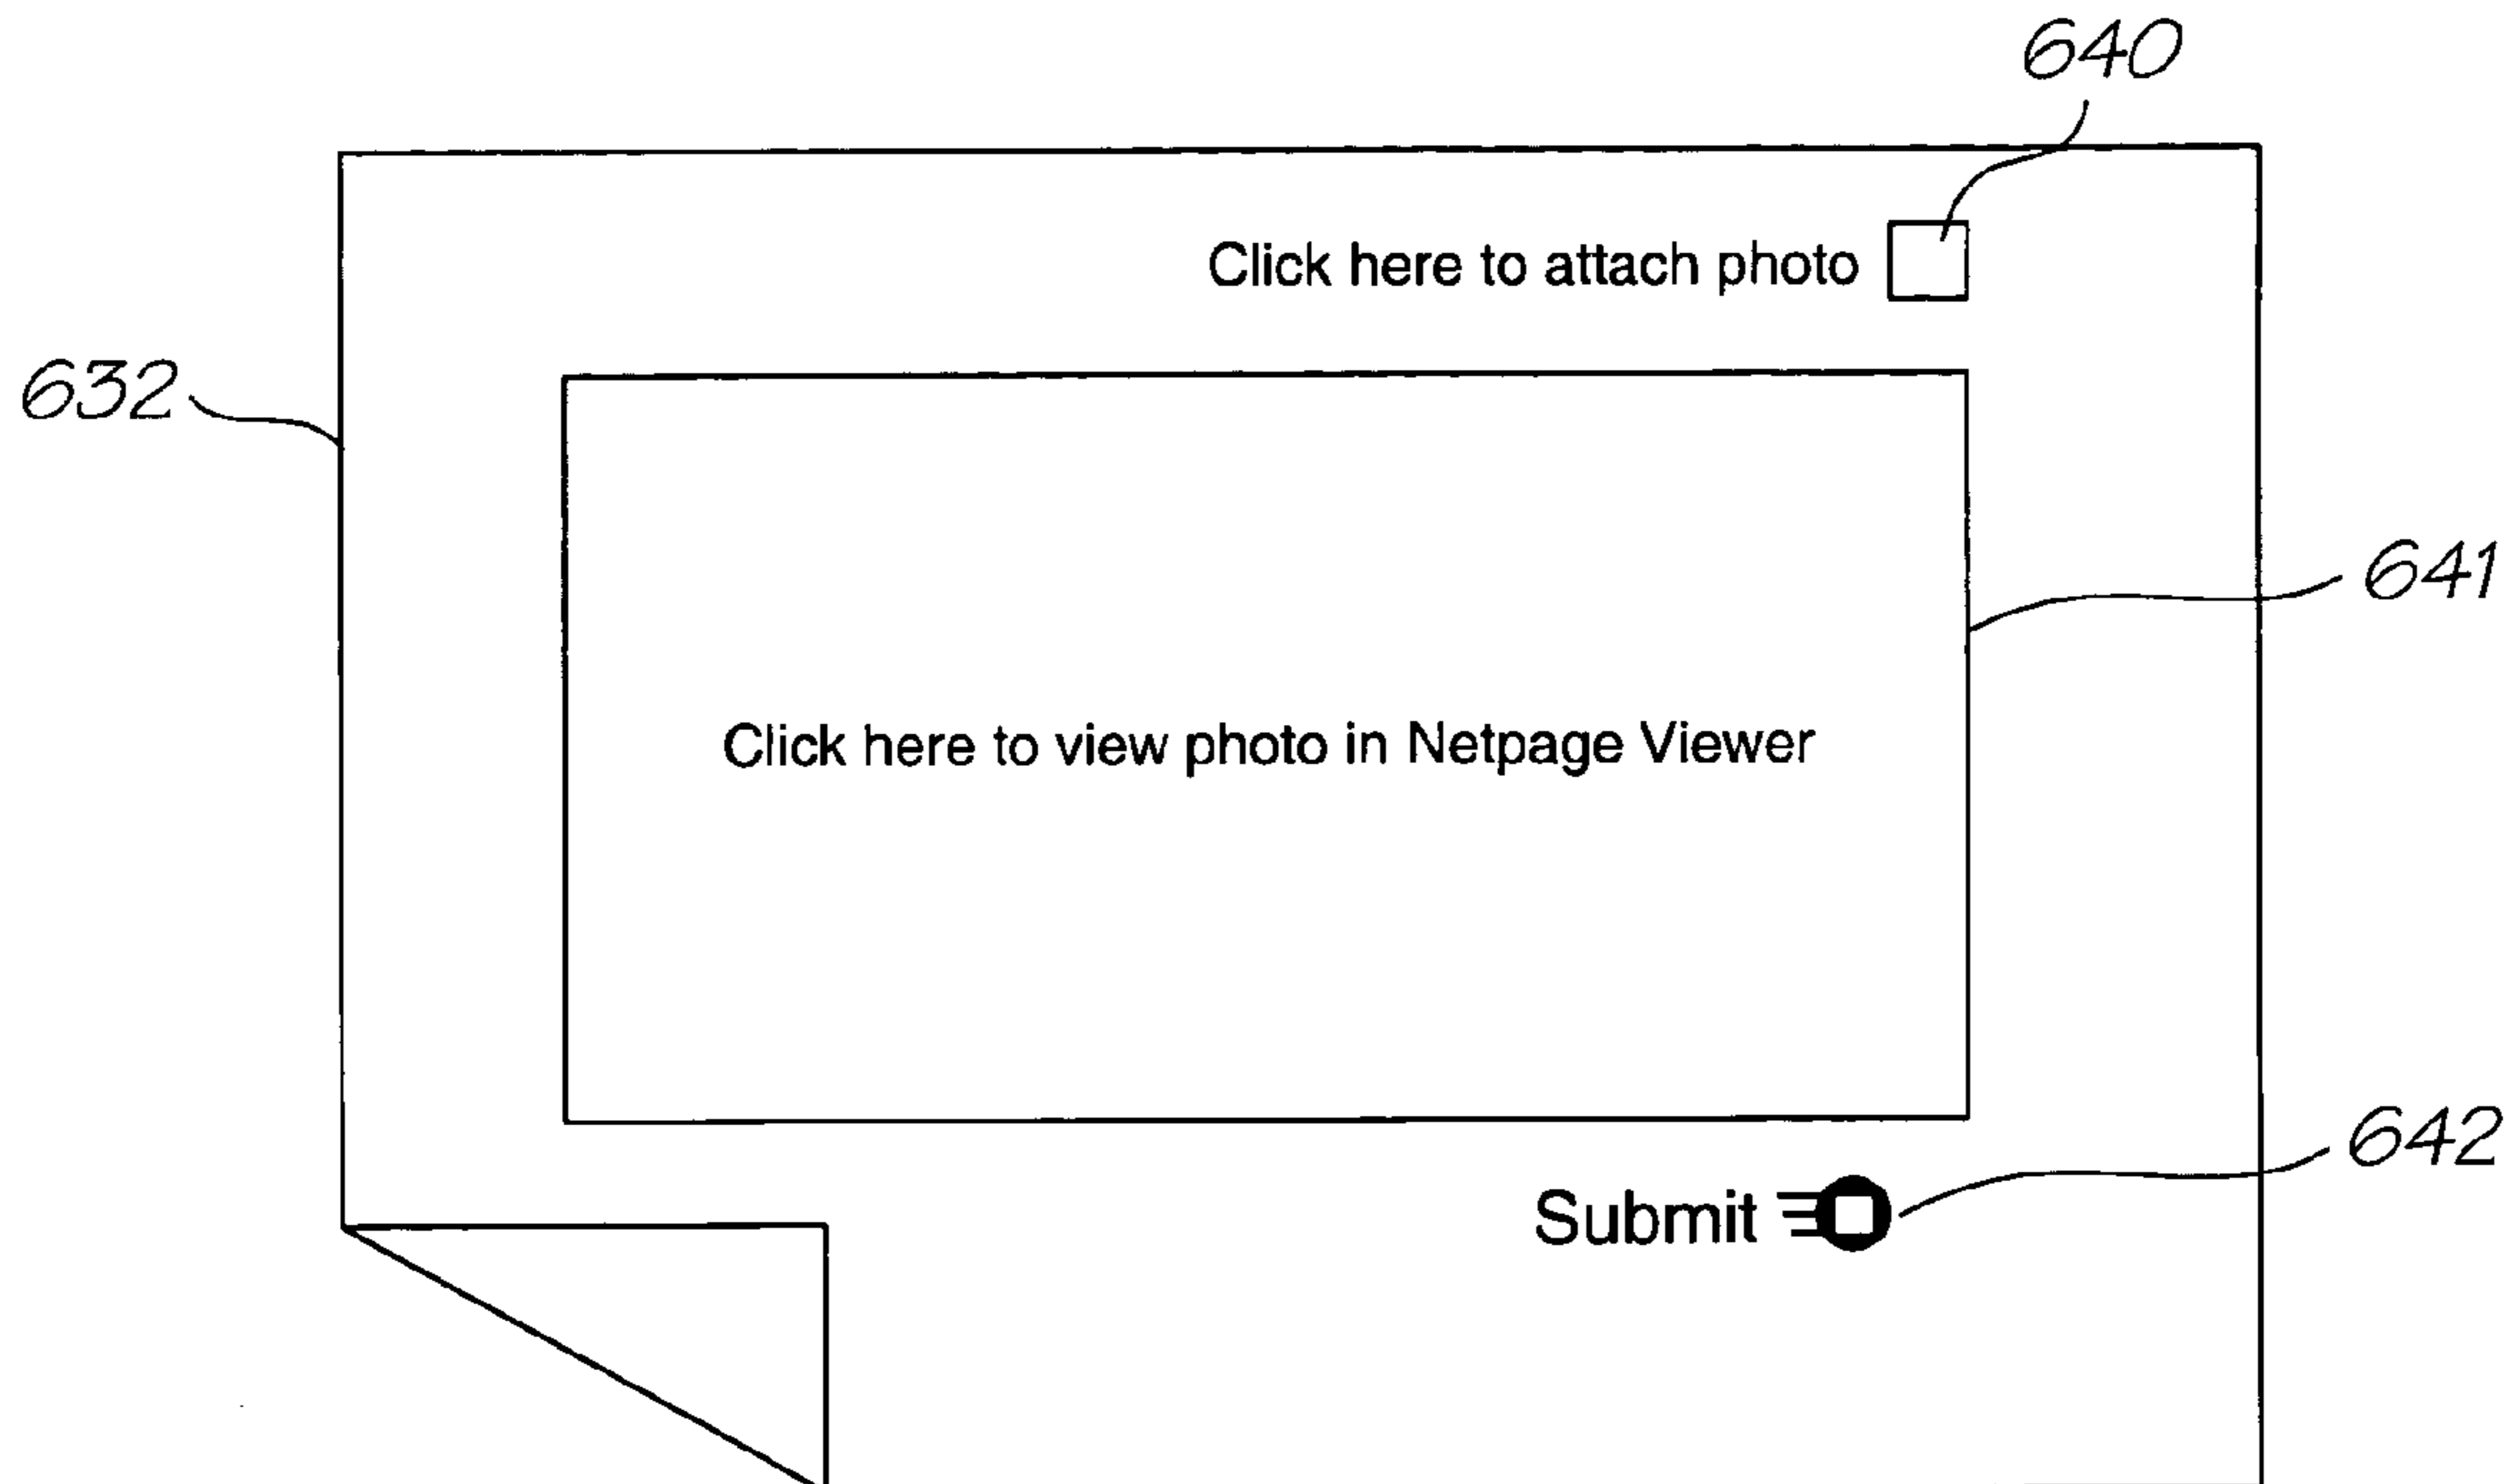 640
Click here to attach photo
632
641
Click here to view photo in Netpage Viewer
642
Submit